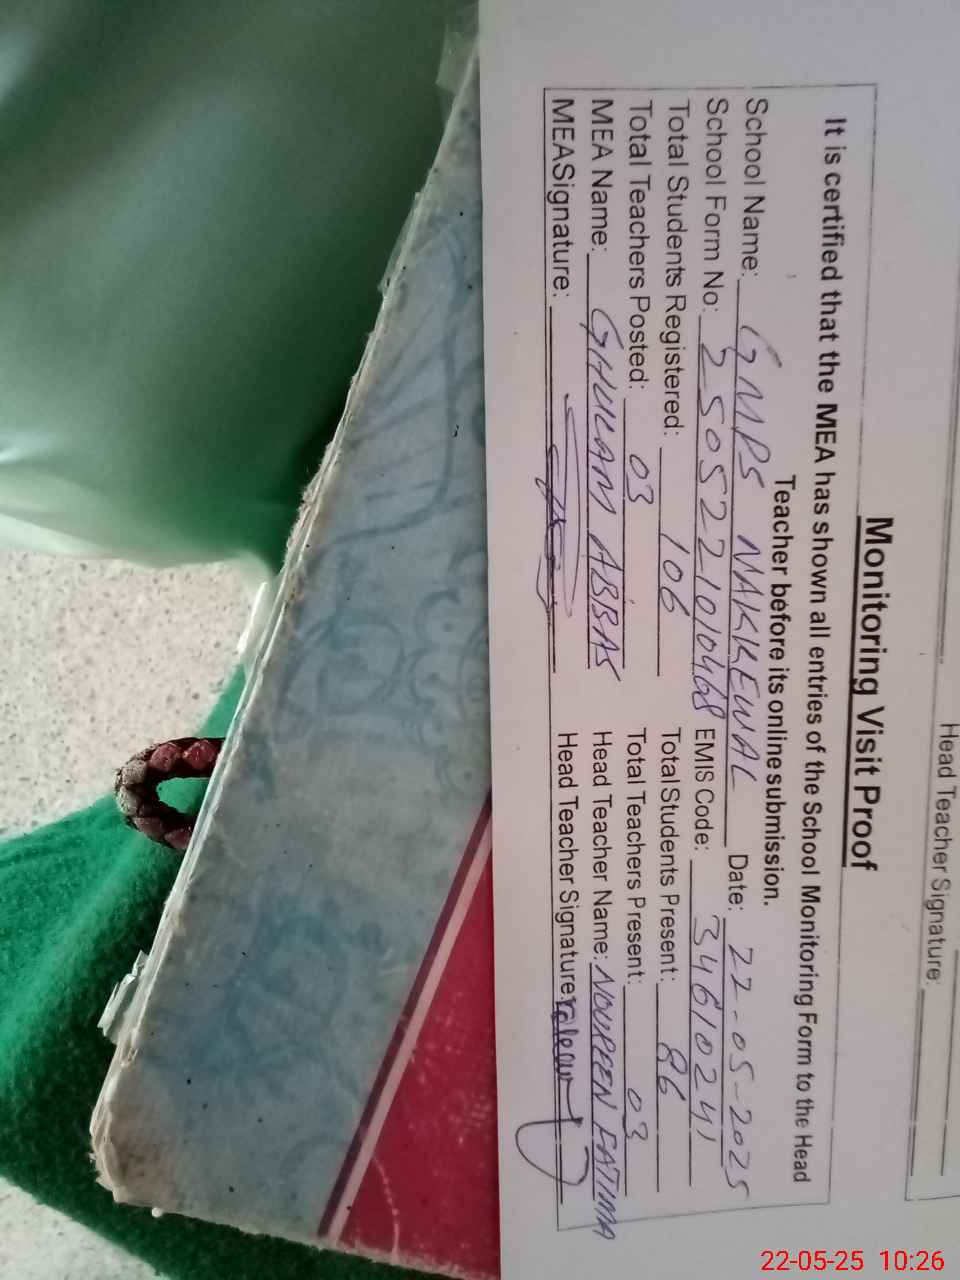 Head Teacher Signature:
Monitoring Visit Proof
It is certified that the MEA has shown all entries of the School Monitoring Form to the Head
Teacher before its online submission.
School Name: GMPS NAKKEWAL Date: 22-05-2025
School Form No: 2505221010468 EMIS Code: 34610241
Total Students Registered: 106 Total Students Present: 86
Total Teachers Posted: 03 Total Teachers Present: 03
MEA Name: GHULAM ABBAS Head Teacher Name: NOUREEN FATIMA
MEASignature: Head Teacher Signature:
22-05-25 10:26